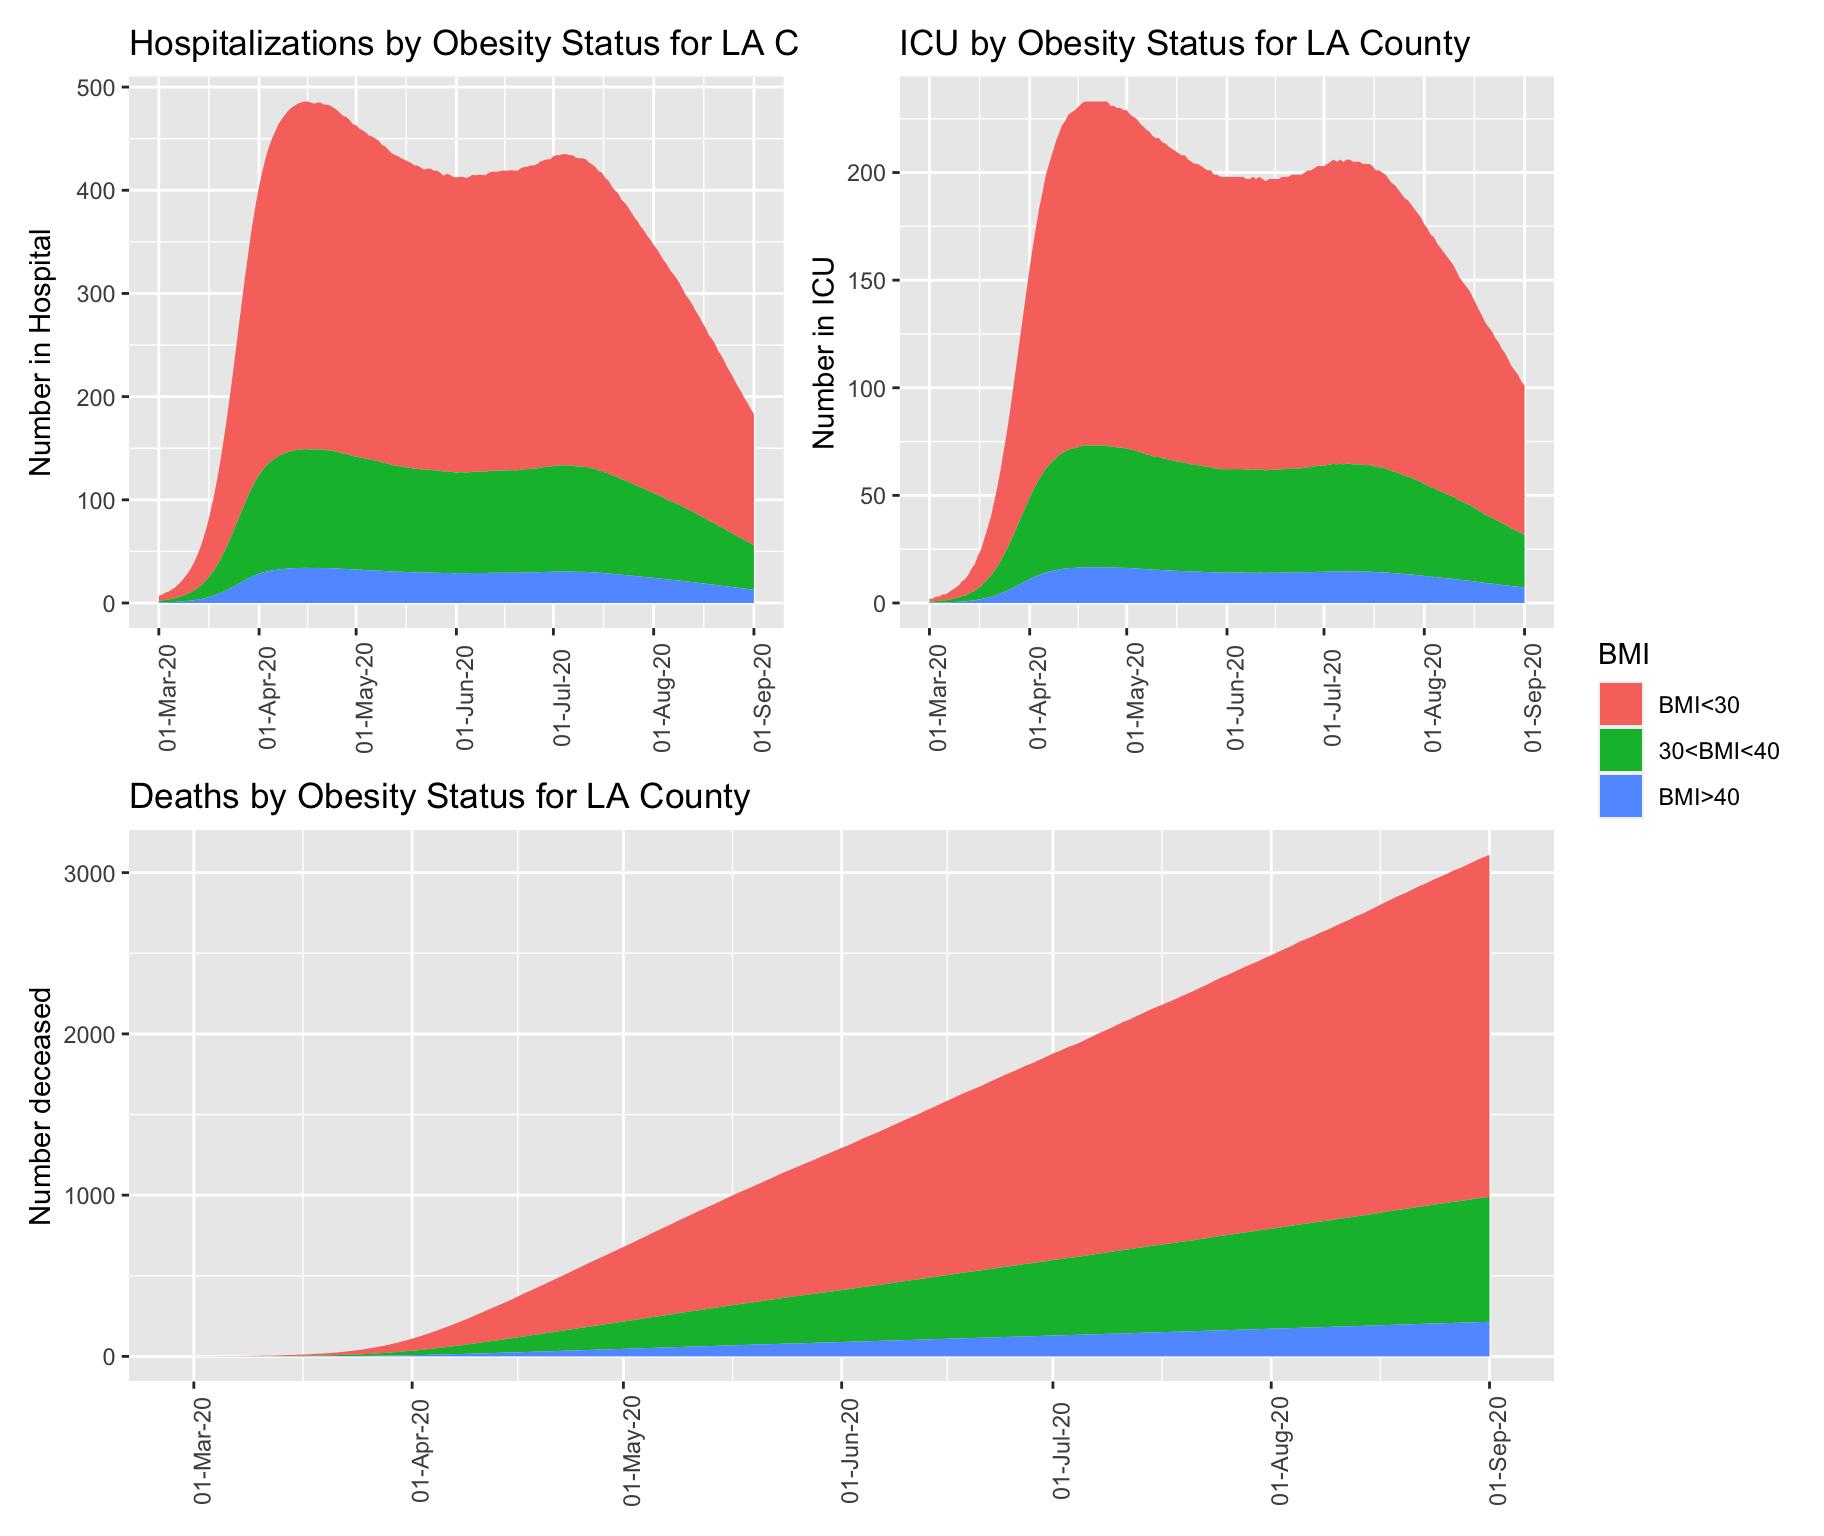 Hospitalizations by Obesity Status for LA C
Number in Hospital
500
400
300
200
100
0
01-Mar-20
01-Apr-20
01-May-20
01-Jun-20
01-Jul-20
01-Aug-20
01-Sep-20
ICU by Obesity Status for LA County
Number in ICU
200
150
100
50
0
01-Mar-20
01-Apr-20
01-May-20
01-Jun-20
01-Jul-20
01-Aug-20
01-Sep-20
BMI
BMI<30
30<BMI<40
BMI>40
Deaths by Obesity Status for LA County
Number deceased
3000
2000
1000
0
01-Mar-20
01-Apr-20
01-May-20
01-Jun-20
01-Jul-20
01-Aug-20
01-Sep-20